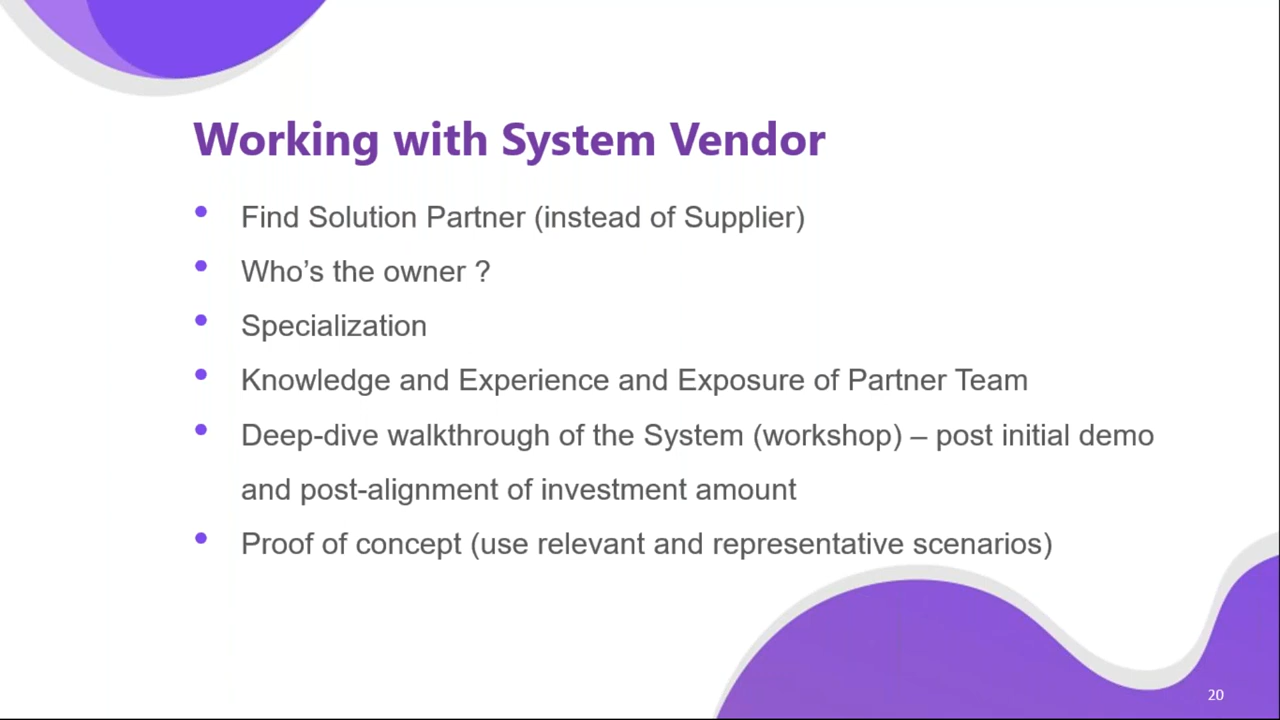 Working with System Vendor
• Find Solution Partner (instead of Supplier)
• Who’s the owner ?
• Specialization
• Knowledge and Experience and Exposure of Partner Team
• Deep-dive walkthrough of the System (workshop) – post initial demo
and post-alignment of investment amount
• Proof of concept (use relevant and representative scenarios)
20